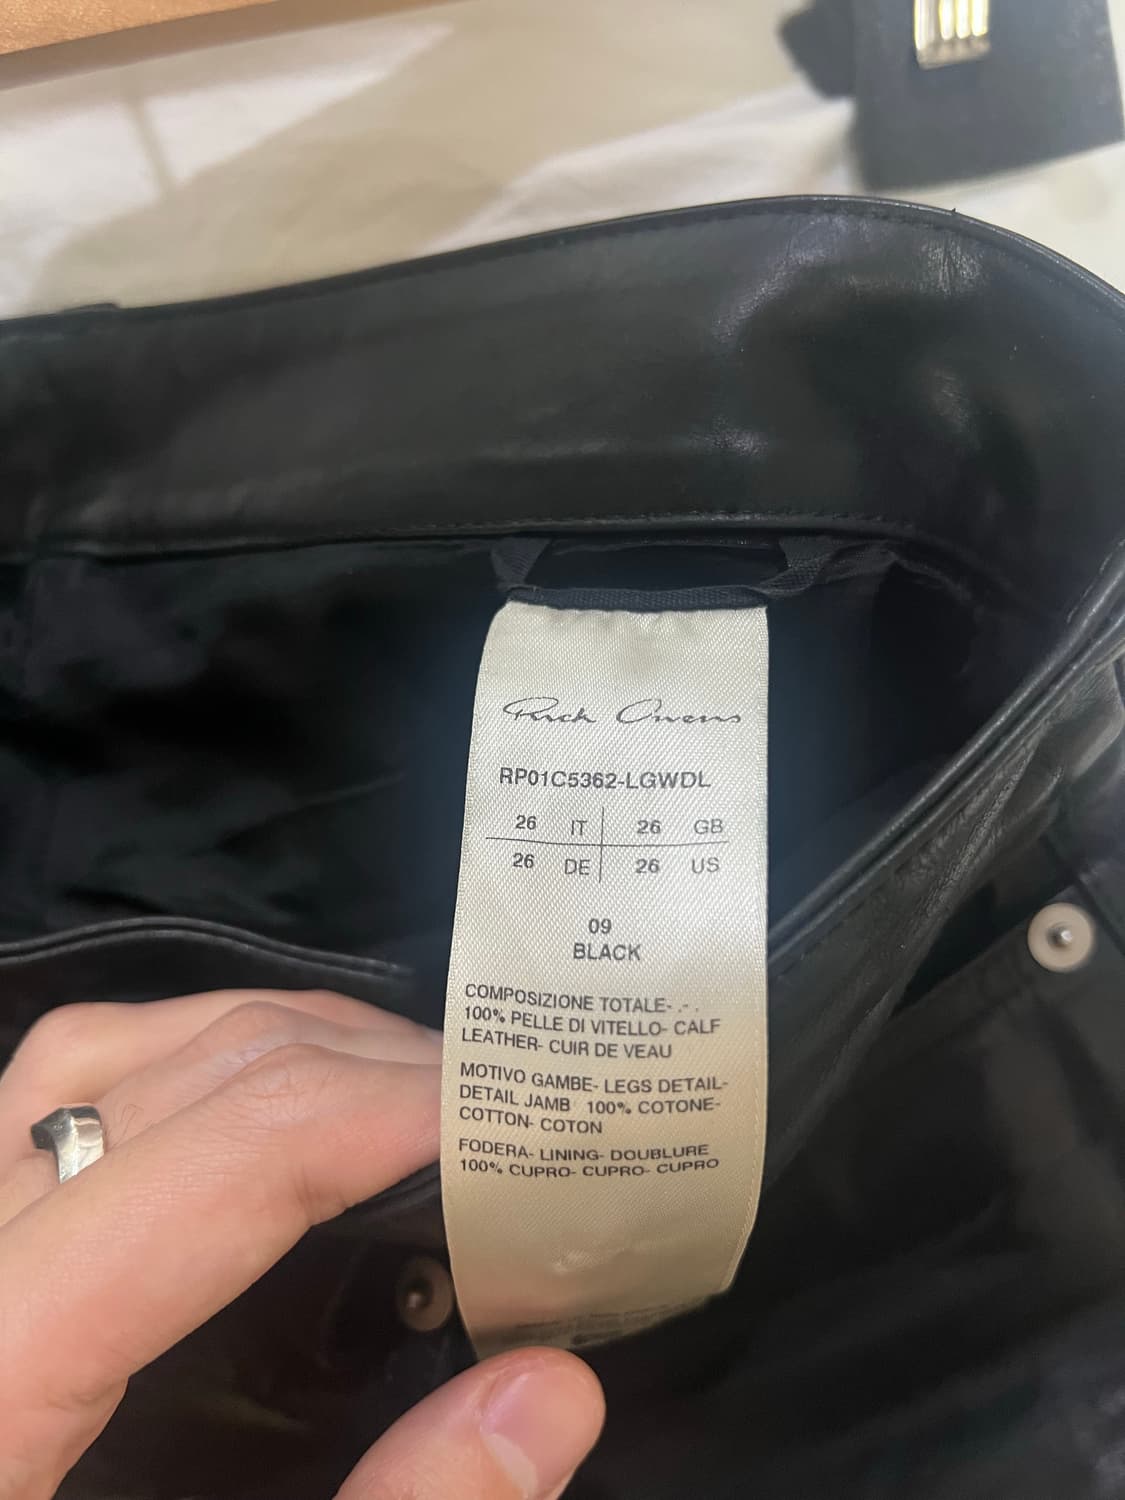 Rick Owens
RP01C5362-LGWDL
26 IT 26 GB
26 DE 26 US
09
BLACK
COMPOSIZIONE TOTALE- .- .
100% PELLE DI VITELLO- CALF
LEATHER- CUIR DE VEAU
MOTIVO GAMBE- LEGS DETAIL-
DETAIL JAMB 100% COTONE-
COTTON- COTON
FODERA- LINING- DOUBLURE
100% CUPRO- CUPRO- CUPRO